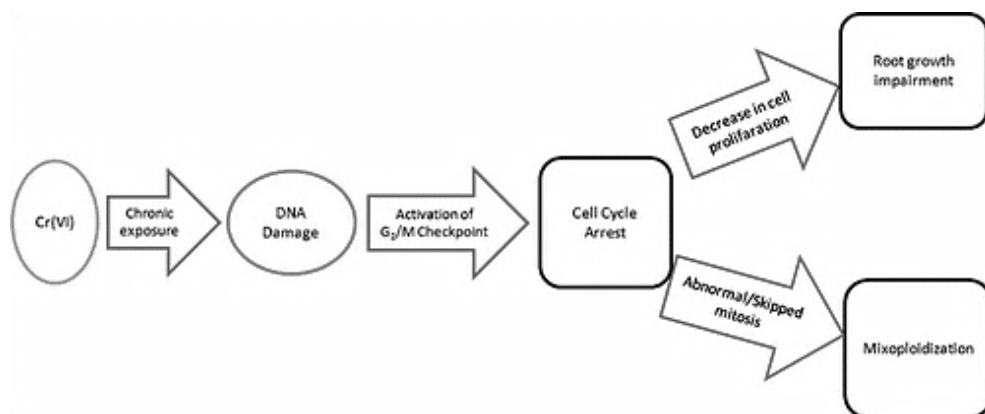 Cr(VI)
Chronic
exposure
DNA
Damage
Activation of
G₂/M Checkpoint
Cell Cycle
Arrest
Decrease in cell
prolifaration
Root growth
impairment
Abnormal/Skipped
mitosis
Mixoploidization